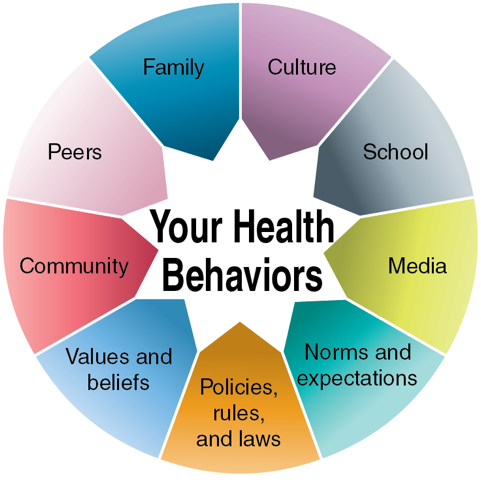 Family
Culture
Peers
School
Your Health
Behaviors
Community
Media
Values and
beliefs
Norms and
expectations
Policies,
rules,
and laws